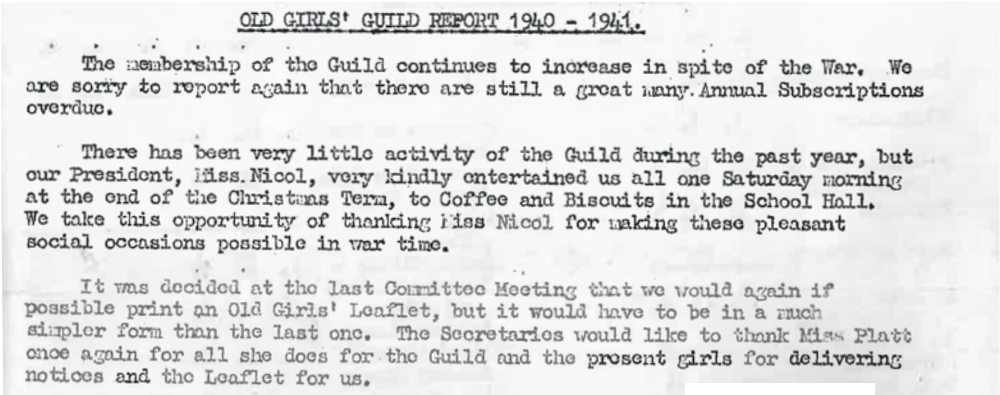 OLD GIRLS' GUILD REPORT 1940 - 1941.
The membership of the Guild continues to increase in spite of the War. We
are sorry to report again that there are still a great many Annual Subscriptions
overdue.
There has been very little activity of the Guild during the past year, but
our President, Miss Nicol, very kindly entertained us all one Saturday morning
at the end of the Christmas Term, to Coffee and Biscuits in the School Hall.
We take this opportunity of thanking Miss Nicol for making these pleasant
social occasions possible in war time.
It was decided at the last Committee Meeting that we would again if
possible print an Old Girls' Leaflet, but it would have to be in a much
simpler form than the last one. The Secretaries would like to thank Miss Platt
once again for all she does for the Guild and the present girls for delivering
notices and the Leaflet for us.